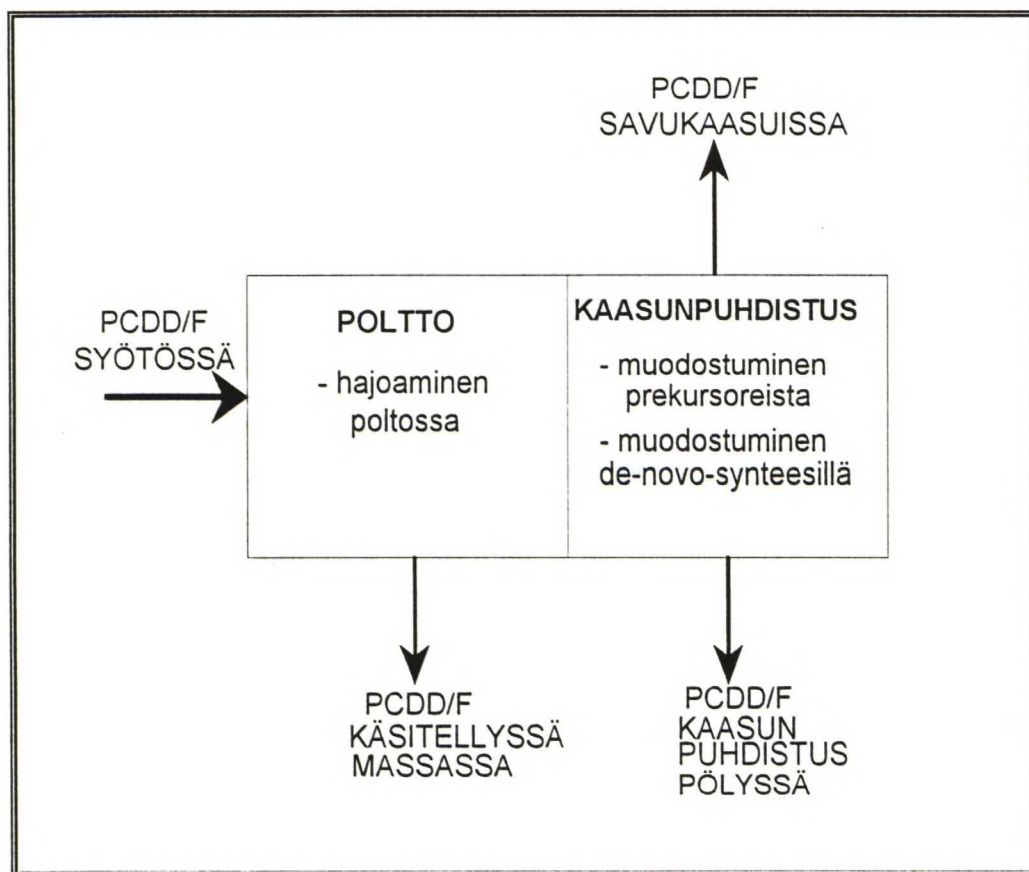 PCDD/F
SAVUKAASUISSA
PCDD/F
SYÖTÖSSÄ
POLTTO
- hajoaminen
poltossa
KAASUNPUHDISTUS
- muodostuminen
prekursoreista
- muodostuminen
de-novo-synteesillä
PCDD/F
KÄSITELLYSSÄ
MASSASSA
PCDD/F
KAASUN
PUHDISTUS
PÖLYSSÄ